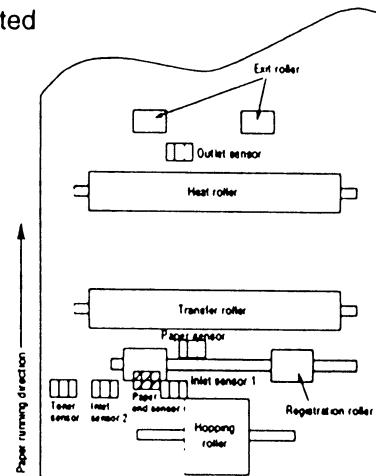 ted
Exit roller
Outlet sensor
Heat roller
Paper running direction
Transfer roller
Paper sensor
Inlet sensor 1
Toner
sensor
Inlet
sensor 2
Paper
end sensor
Registration roller
Hopping
roller